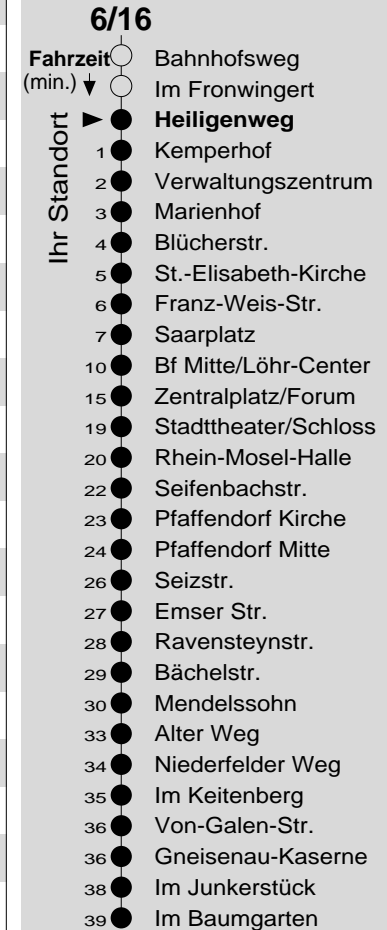 6/16
Fahrzeit Bahnhofsweg
(min.) Im Fronwingert
Ihr Standort
Heiligenweg
1 Kemperhof
2 Verwaltungszentrum
3 Marienhof
4 Blücherstr.
5 St.-Elisabeth-Kirche
6 Franz-Weis-Str.
7 Saarplatz
10 Bf Mitte/Löhr-Center
15 Zentralplatz/Forum
19 Stadttheater/Schloss
20 Rhein-Mosel-Halle
22 Seifenbachstr.
23 Pfaffendorf Kirche
24 Pfaffendorf Mitte
26 Seizstr.
27 Emser Str.
28 Ravensteynstr.
29 Bächelstr.
30 Mendelssohn
33 Alter Weg
34 Niederfelder Weg
35 Im Keitenberg
36 Von-Galen-Str.
36 Gneisenau-Kaserne
38 Im Junkerstück
39 Im Baumgarten